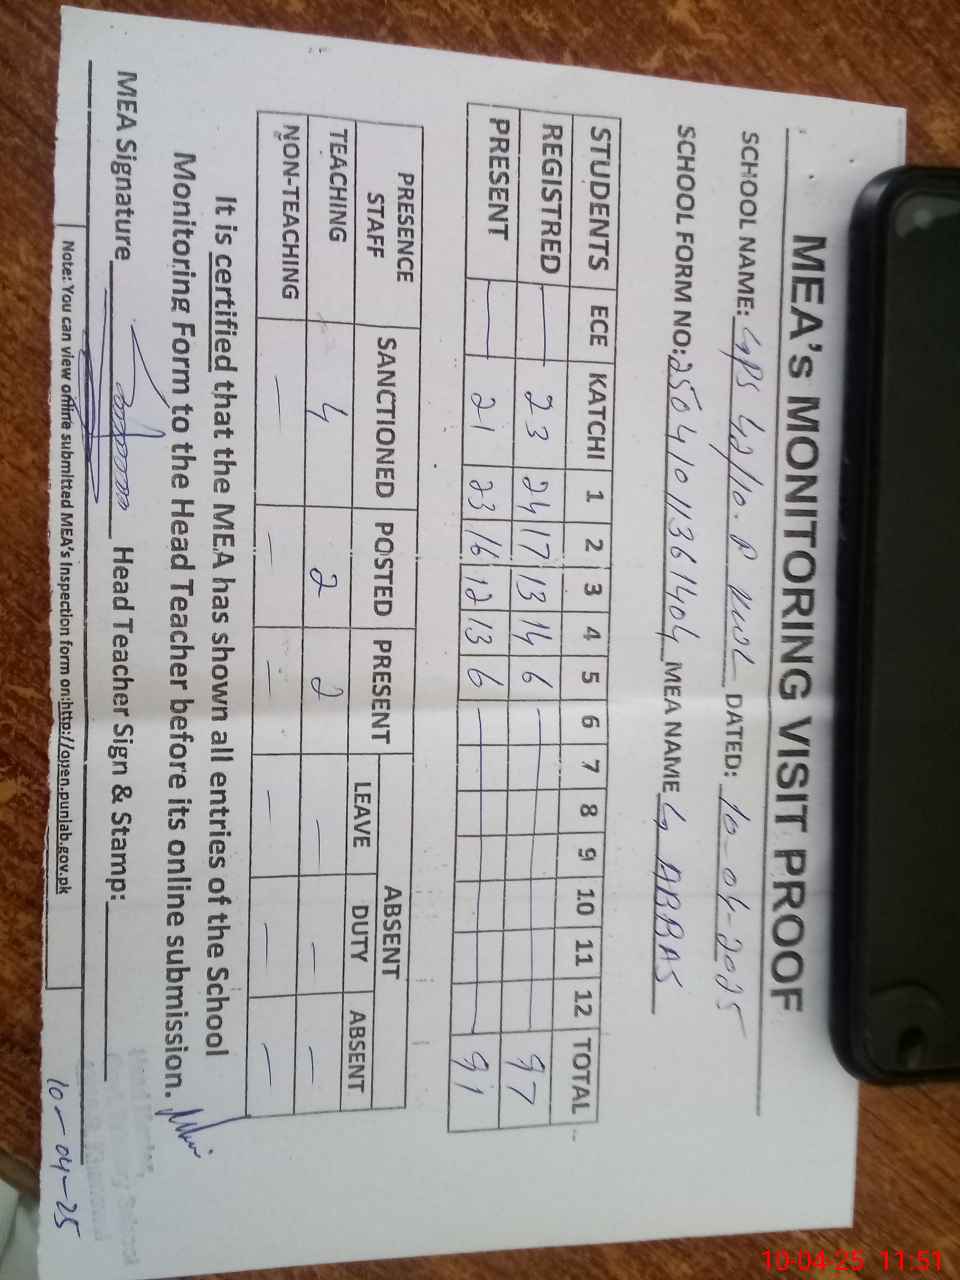 MEA's MONITORING VISIT PROOF
SCHOOL NAME: GPS 42/10.R DATED: 10-04-2025
SCHOOL FORM NO: 25041011361404 MEA NAME G ABBAS
STUDENTS ECE KATCHI 1 2 3 4 5 6 7 8 9 10 11 12 TOTAL
REGISTRED — 23 24 17 13 14 6 — 97
PRESENT — 21 23 16 12 13 6 — 91
PRESENCE STAFF SANCTIONED POSTED PRESENT ABSENT
LEAVE DUTY ABSENT
TEACHING 4 2 2 — — —
NON-TEACHING — — — — — —
It is certified that the MEA has shown all entries of the School
Monitoring Form to the Head Teacher before its online submission.
MEA Signature Head Teacher Sign & Stamp:
Note: You can view online submitted MEA's Inspection form on:http://open.punjab.gov.pk
10-04-25
10-04-25 11:51